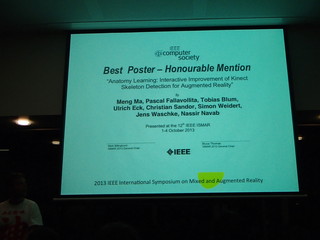 IEEE
computer
society
Best Poster – Honourable Mention
"Anatomy Learning: Interactive Improvement of Kinect
Skeleton Detection for Augmented Reality"
by
Meng Ma, Pascal Fallavollita, Tobias Blum,
Ulrich Eck, Christian Sandor, Simon Weidert,
Jens Waschke, Nassir Navab
Presented at the 12th IEEE ISMAR
1-4 October 2013
IEEE
2013 IEEE International Symposium on Mixed and Augmented Reality